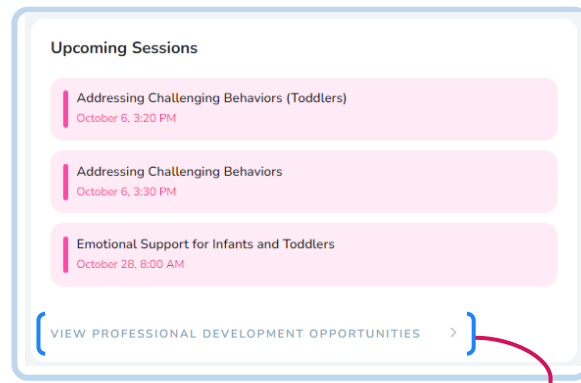 Upcoming Sessions
Addressing Challenging Behaviors (Toddlers)
October 6, 3:20 PM
Addressing Challenging Behaviors
October 6, 3:30 PM
Emotional Support for Infants and Toddlers
October 28, 8:00 AM
VIEW PROFESSIONAL DEVELOPMENT OPPORTUNITIES